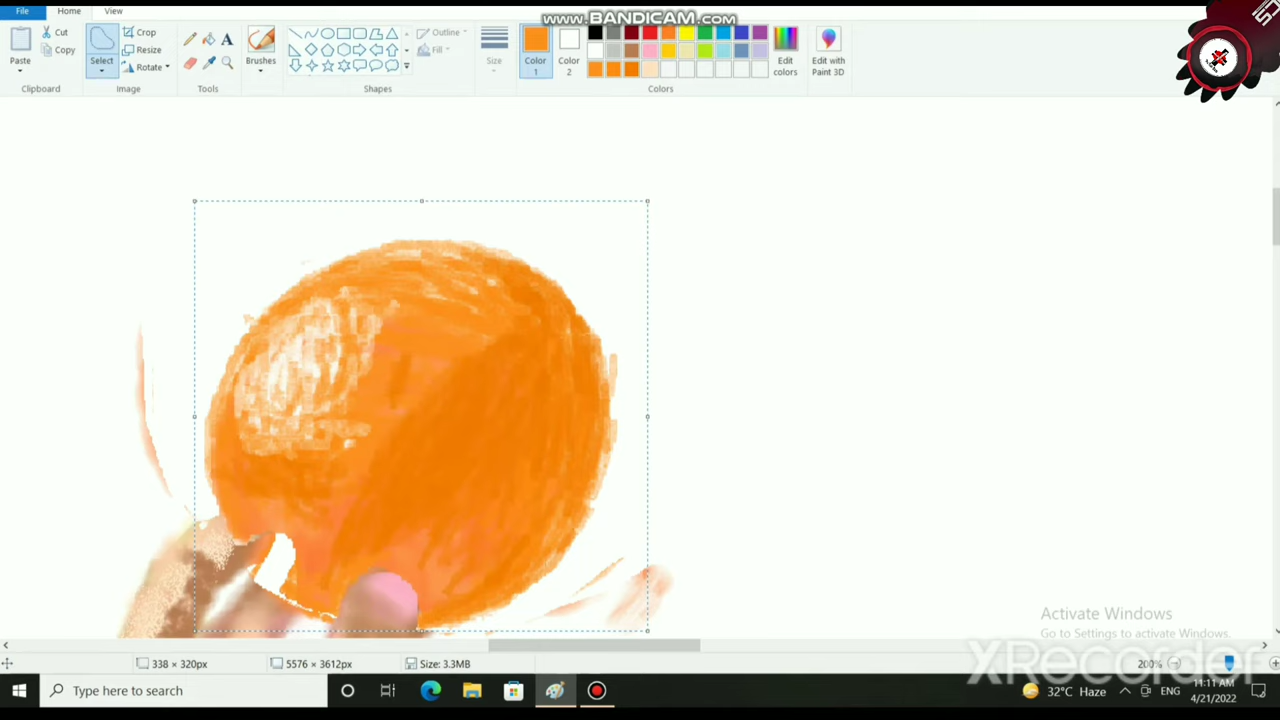 www.BANDICAM.com
File Home View
Paste
Cut
Copy
Clipboard
Select
Crop
Resize
Rotate
Image
A
Tools
Brushes
Outline
Fill
Shapes
Size
Color
1
Color
2
Edit
colors
Colors
Edit with
Paint 3D
Activate Windows
Go to Settings to activate Windows.
XRecorder
338 × 320px
5576 × 3612px
Size: 3.3MB
200%
Type here to search
32°C Haze
ENG
11:11 AM
4/21/2022